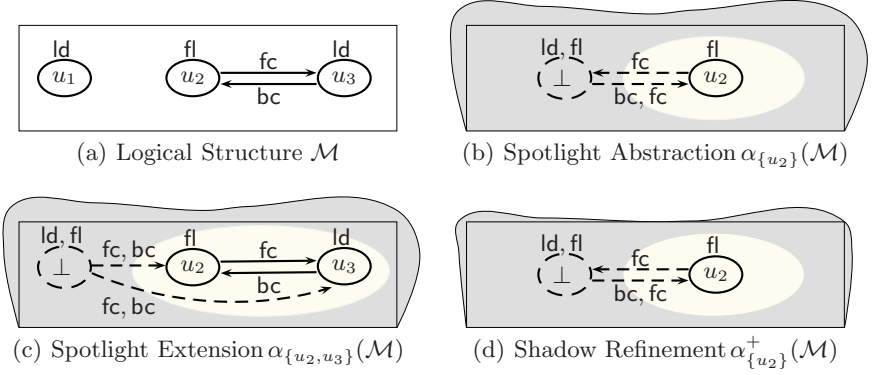 ld fl ld
u₁ u₂ fc u₃
bc
(a) Logical Structure ℳ
ld, fl fl
fc
⊥ u₂
bc, fc
(b) Spotlight Abstraction α_{u₂}(ℳ)
ld, fl fl ld
fc, bc fc
⊥ u₂ u₃
bc
fc, bc
(c) Spotlight Extension α_{u₂,u₃}(ℳ)
ld, fl fl
fc
⊥ u₂
bc, fc
(d) Shadow Refinement α⁺_{u₂}(ℳ)